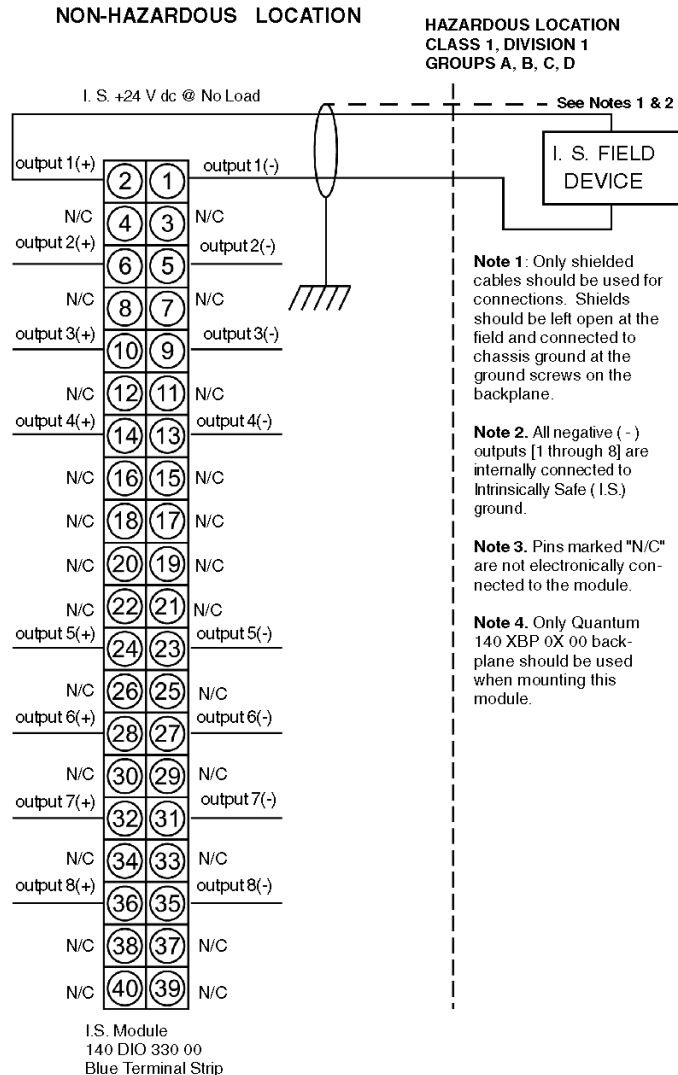 NON-HAZARDOUS LOCATION
HAZARDOUS LOCATION
CLASS 1, DIVISION 1
GROUPS A, B, C, D
I. S. +24 V dc @ No Load
See Notes 1 & 2
I. S. FIELD
DEVICE
output 1(+) 2 1 output 1(-)
N/C 4 3 N/C
output 2(+) 6 5 output 2(-)
N/C 8 7 N/C
output 3(+) 10 9 output 3(-)
N/C 12 11 N/C
output 4(+) 14 13 output 4(-)
N/C 16 15 N/C
N/C 18 17 N/C
N/C 20 19 N/C
N/C 22 21 N/C
output 5(+) 24 23 output 5(-)
N/C 26 25 N/C
output 6(+) 28 27 output 6(-)
N/C 30 29 N/C
output 7(+) 32 31 output 7(-)
N/C 34 33 N/C
output 8(+) 36 35 output 8(-)
N/C 38 37 N/C
N/C 40 39 N/C
Note 1: Only shielded
cables should be used for
connections. Shields
should be left open at the
field and connected to
chassis ground at the
ground screws on the
backplane.
Note 2. All negative ( - )
outputs [1 through 8] are
internally connected to
Intrinsically Safe ( I.S.)
ground.
Note 3. Pins marked "N/C"
are not electronically con-
nected to the module.
Note 4. Only Quantum
140 XBP 0X 00 back-
plane should be used
when mounting this
module.
I.S. Module
140 DIO 330 00
Blue Terminal Strip